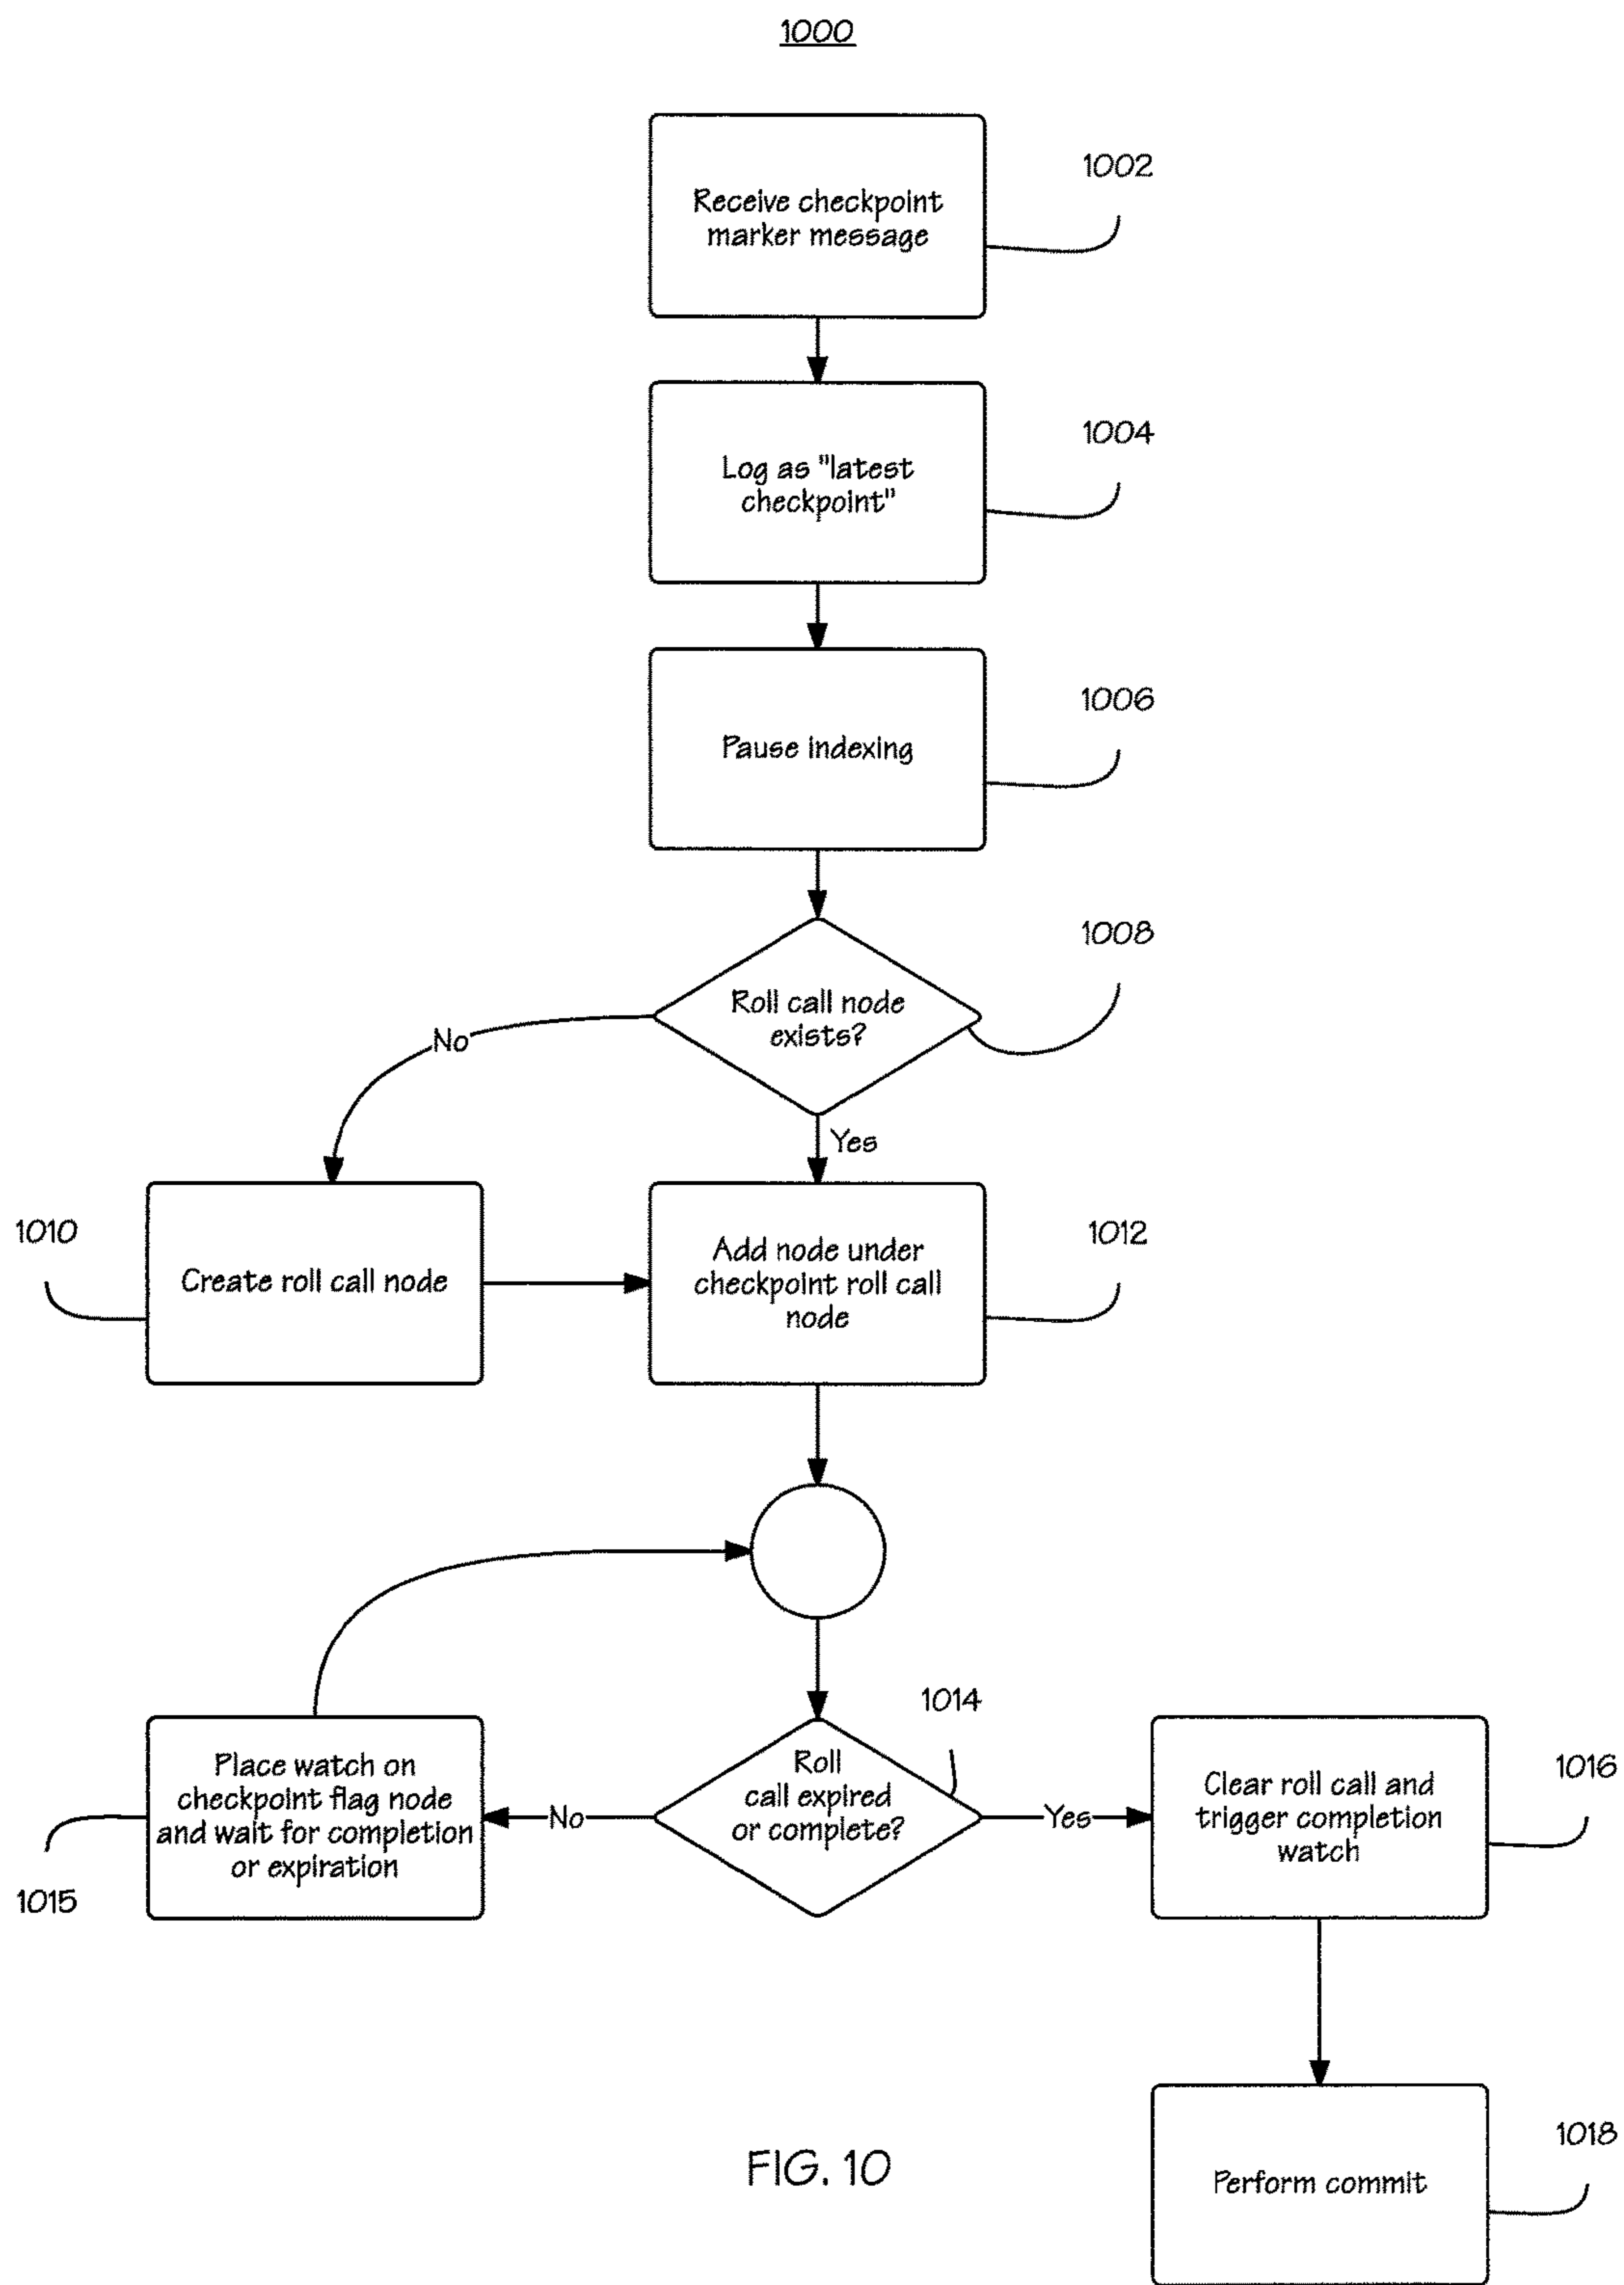 1000
Receive checkpoint
marker message
1002
Log as "latest
checkpoint"
1004
Pause indexing
1006
Roll call node
exists?
1008
No
Yes
1010
Create roll call node
Add node under
checkpoint roll call
node
1012
1014
Place watch on
checkpoint flag node
and wait for completion
or expiration
1015
No
Roll
call expired
or complete?
Yes
Clear roll call and
trigger completion
watch
1016
Perform commit
1018
FIG. 10